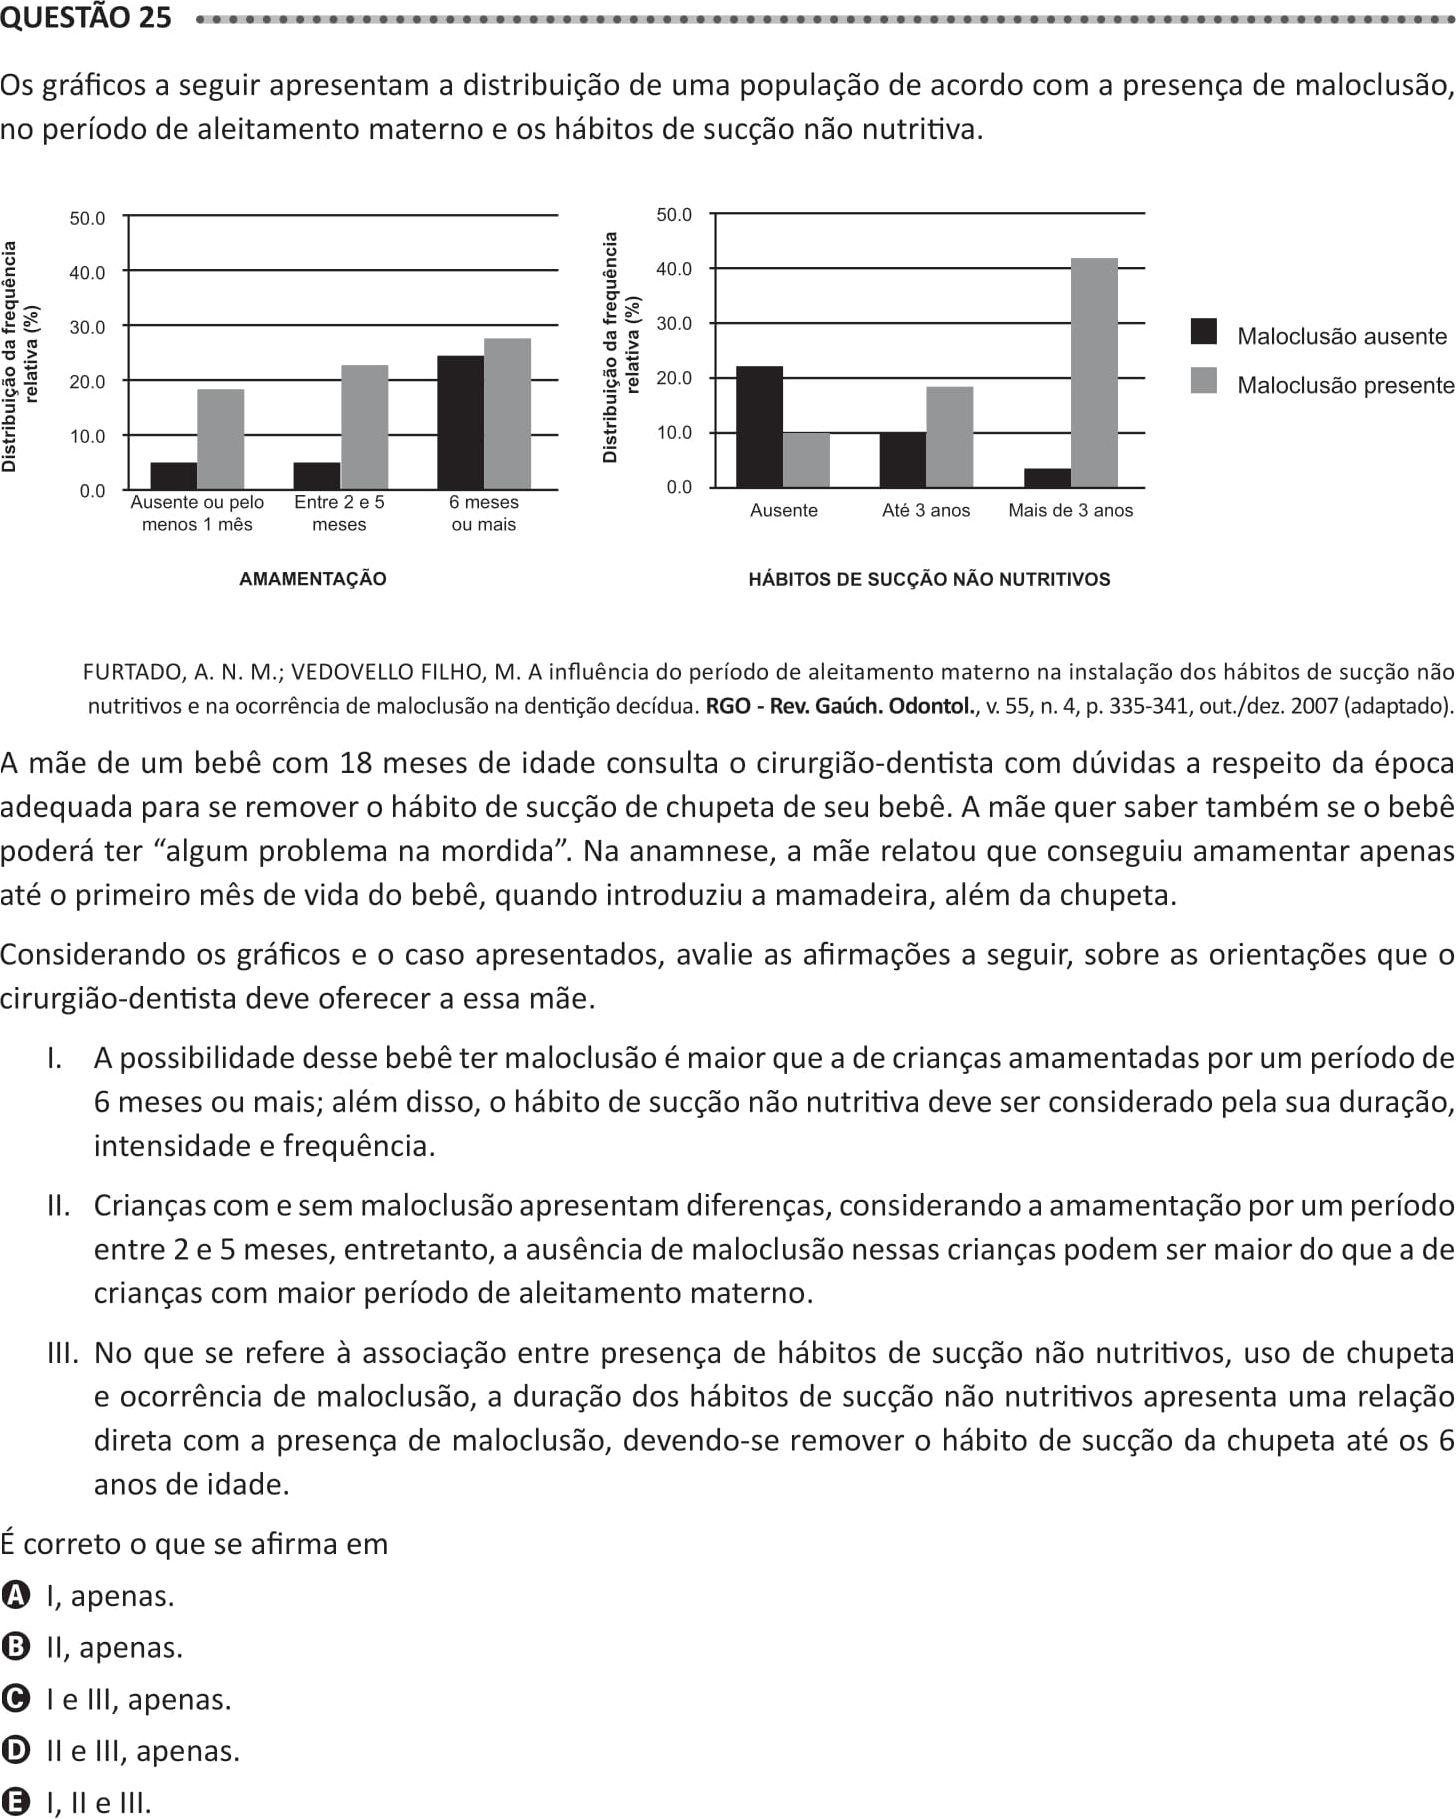 QUESTÃO 25
Os gráficos a seguir apresentam a distribuição de uma população de acordo com a presença de maloclusão,
no período de aleitamento materno e os hábitos de sucção não nutritiva.
Distribuição da frequência
relativa (%)
50.0
40.0
30.0
20.0
10.0
0.0
Ausente ou pelo
menos 1 mês
Entre 2 e 5
meses
6 meses
ou mais
AMAMENTAÇÃO
Distribuição da frequência
relativa (%)
50.0
40.0
30.0
20.0
10.0
0.0
Ausente
Até 3 anos
Mais de 3 anos
HÁBITOS DE SUCÇÃO NÃO NUTRITIVOS
Maloclusão ausente
Maloclusão presente
FURTADO, A. N. M.; VEDOVELLO FILHO, M. A influência do período de aleitamento materno na instalação dos hábitos de sucção não
nutritivos e na ocorrência de maloclusão na dentição decídua. RGO - Rev. Gaúch. Odontol., v. 55, n. 4, p. 335-341, out./dez. 2007 (adaptado).
A mãe de um bebê com 18 meses de idade consulta o cirurgião-dentista com dúvidas a respeito da época
adequada para se remover o hábito de sucção de chupeta de seu bebê. A mãe quer saber também se o bebê
poderá ter “algum problema na mordida”. Na anamnese, a mãe relatou que conseguiu amamentar apenas
até o primeiro mês de vida do bebê, quando introduziu a mamadeira, além da chupeta.
Considerando os gráficos e o caso apresentados, avalie as afirmações a seguir, sobre as orientações que o
cirurgião-dentista deve oferecer a essa mãe.
I. A possibilidade desse bebê ter maloclusão é maior que a de crianças amamentadas por um período de
6 meses ou mais; além disso, o hábito de sucção não nutritiva deve ser considerado pela sua duração,
intensidade e frequência.
II. Crianças com e sem maloclusão apresentam diferenças, considerando a amamentação por um período
entre 2 e 5 meses, entretanto, a ausência de maloclusão nessas crianças podem ser maior do que a de
crianças com maior período de aleitamento materno.
III. No que se refere à associação entre presença de hábitos de sucção não nutritivos, uso de chupeta
e ocorrência de maloclusão, a duração dos hábitos de sucção não nutritivos apresenta uma relação
direta com a presença de maloclusão, devendo-se remover o hábito de sucção da chupeta até os 6
anos de idade.
É correto o que se afirma em
A I, apenas.
B II, apenas.
C I e III, apenas.
D II e III, apenas.
E I, II e III.